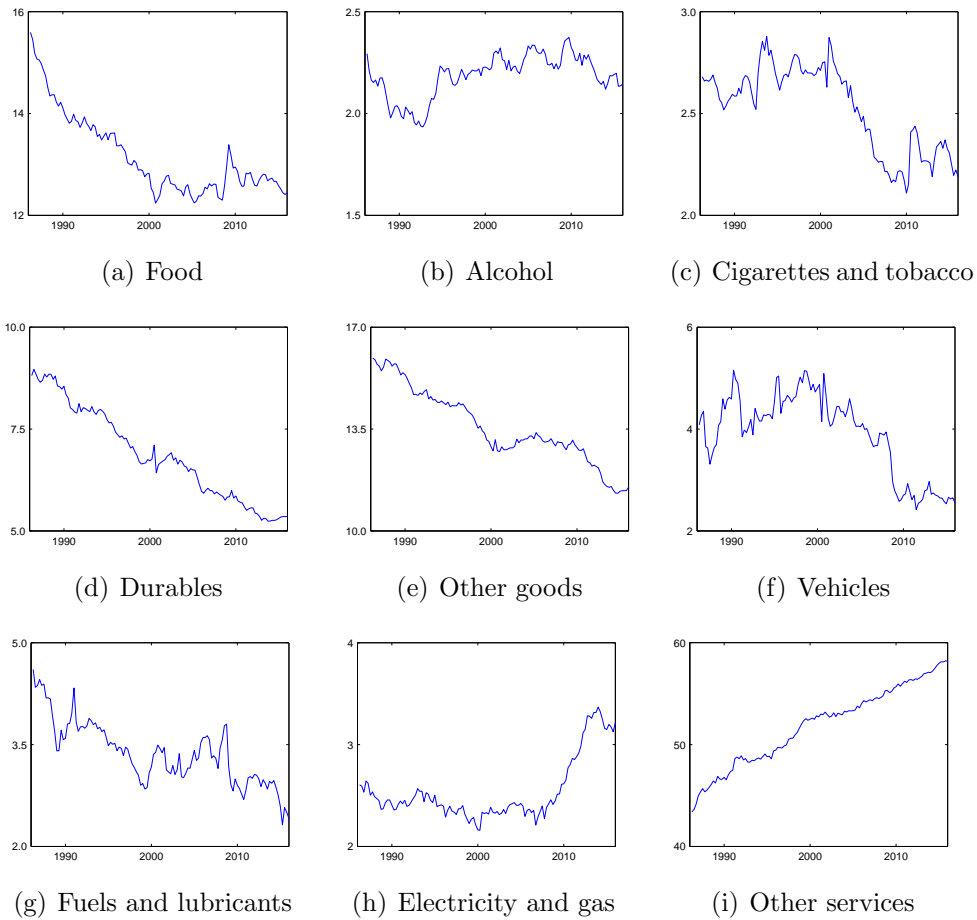 16
14
12
1990 2000 2010
(a) Food
2.5
2.0
1.5
1990 2000 2010
(b) Alcohol
3.0
2.5
2.0
1990 2000 2010
(c) Cigarettes and tobacco
10.0
7.5
5.0
1990 2000 2010
(d) Durables
17.0
13.5
10.0
1990 2000 2010
(e) Other goods
6
4
2
1990 2000 2010
(f) Vehicles
5.0
3.5
2.0
1990 2000 2010
(g) Fuels and lubricants
4
3
2
1990 2000 2010
(h) Electricity and gas
60
50
40
1990 2000 2010
(i) Other services